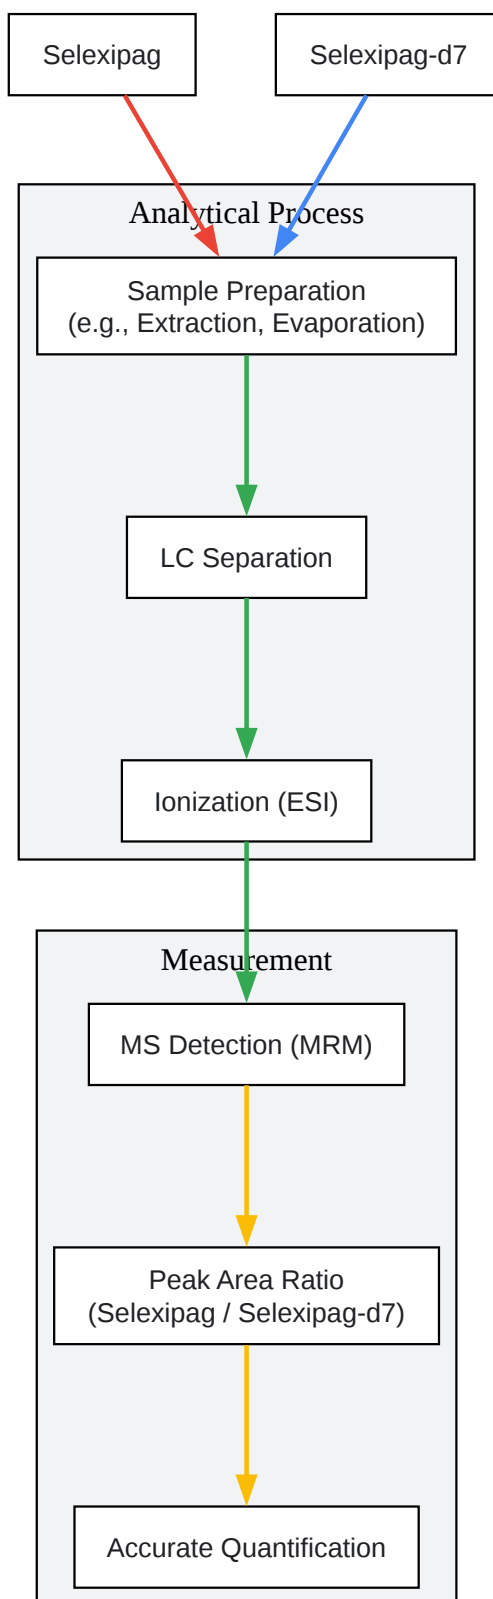 Selexipag
Selexipag-d7
Analytical Process
Sample Preparation
(e.g., Extraction, Evaporation)
LC Separation
Ionization (ESI)
Measurement
MS Detection (MRM)
Peak Area Ratio
(Selexipag / Selexipag-d7)
Accurate Quantification